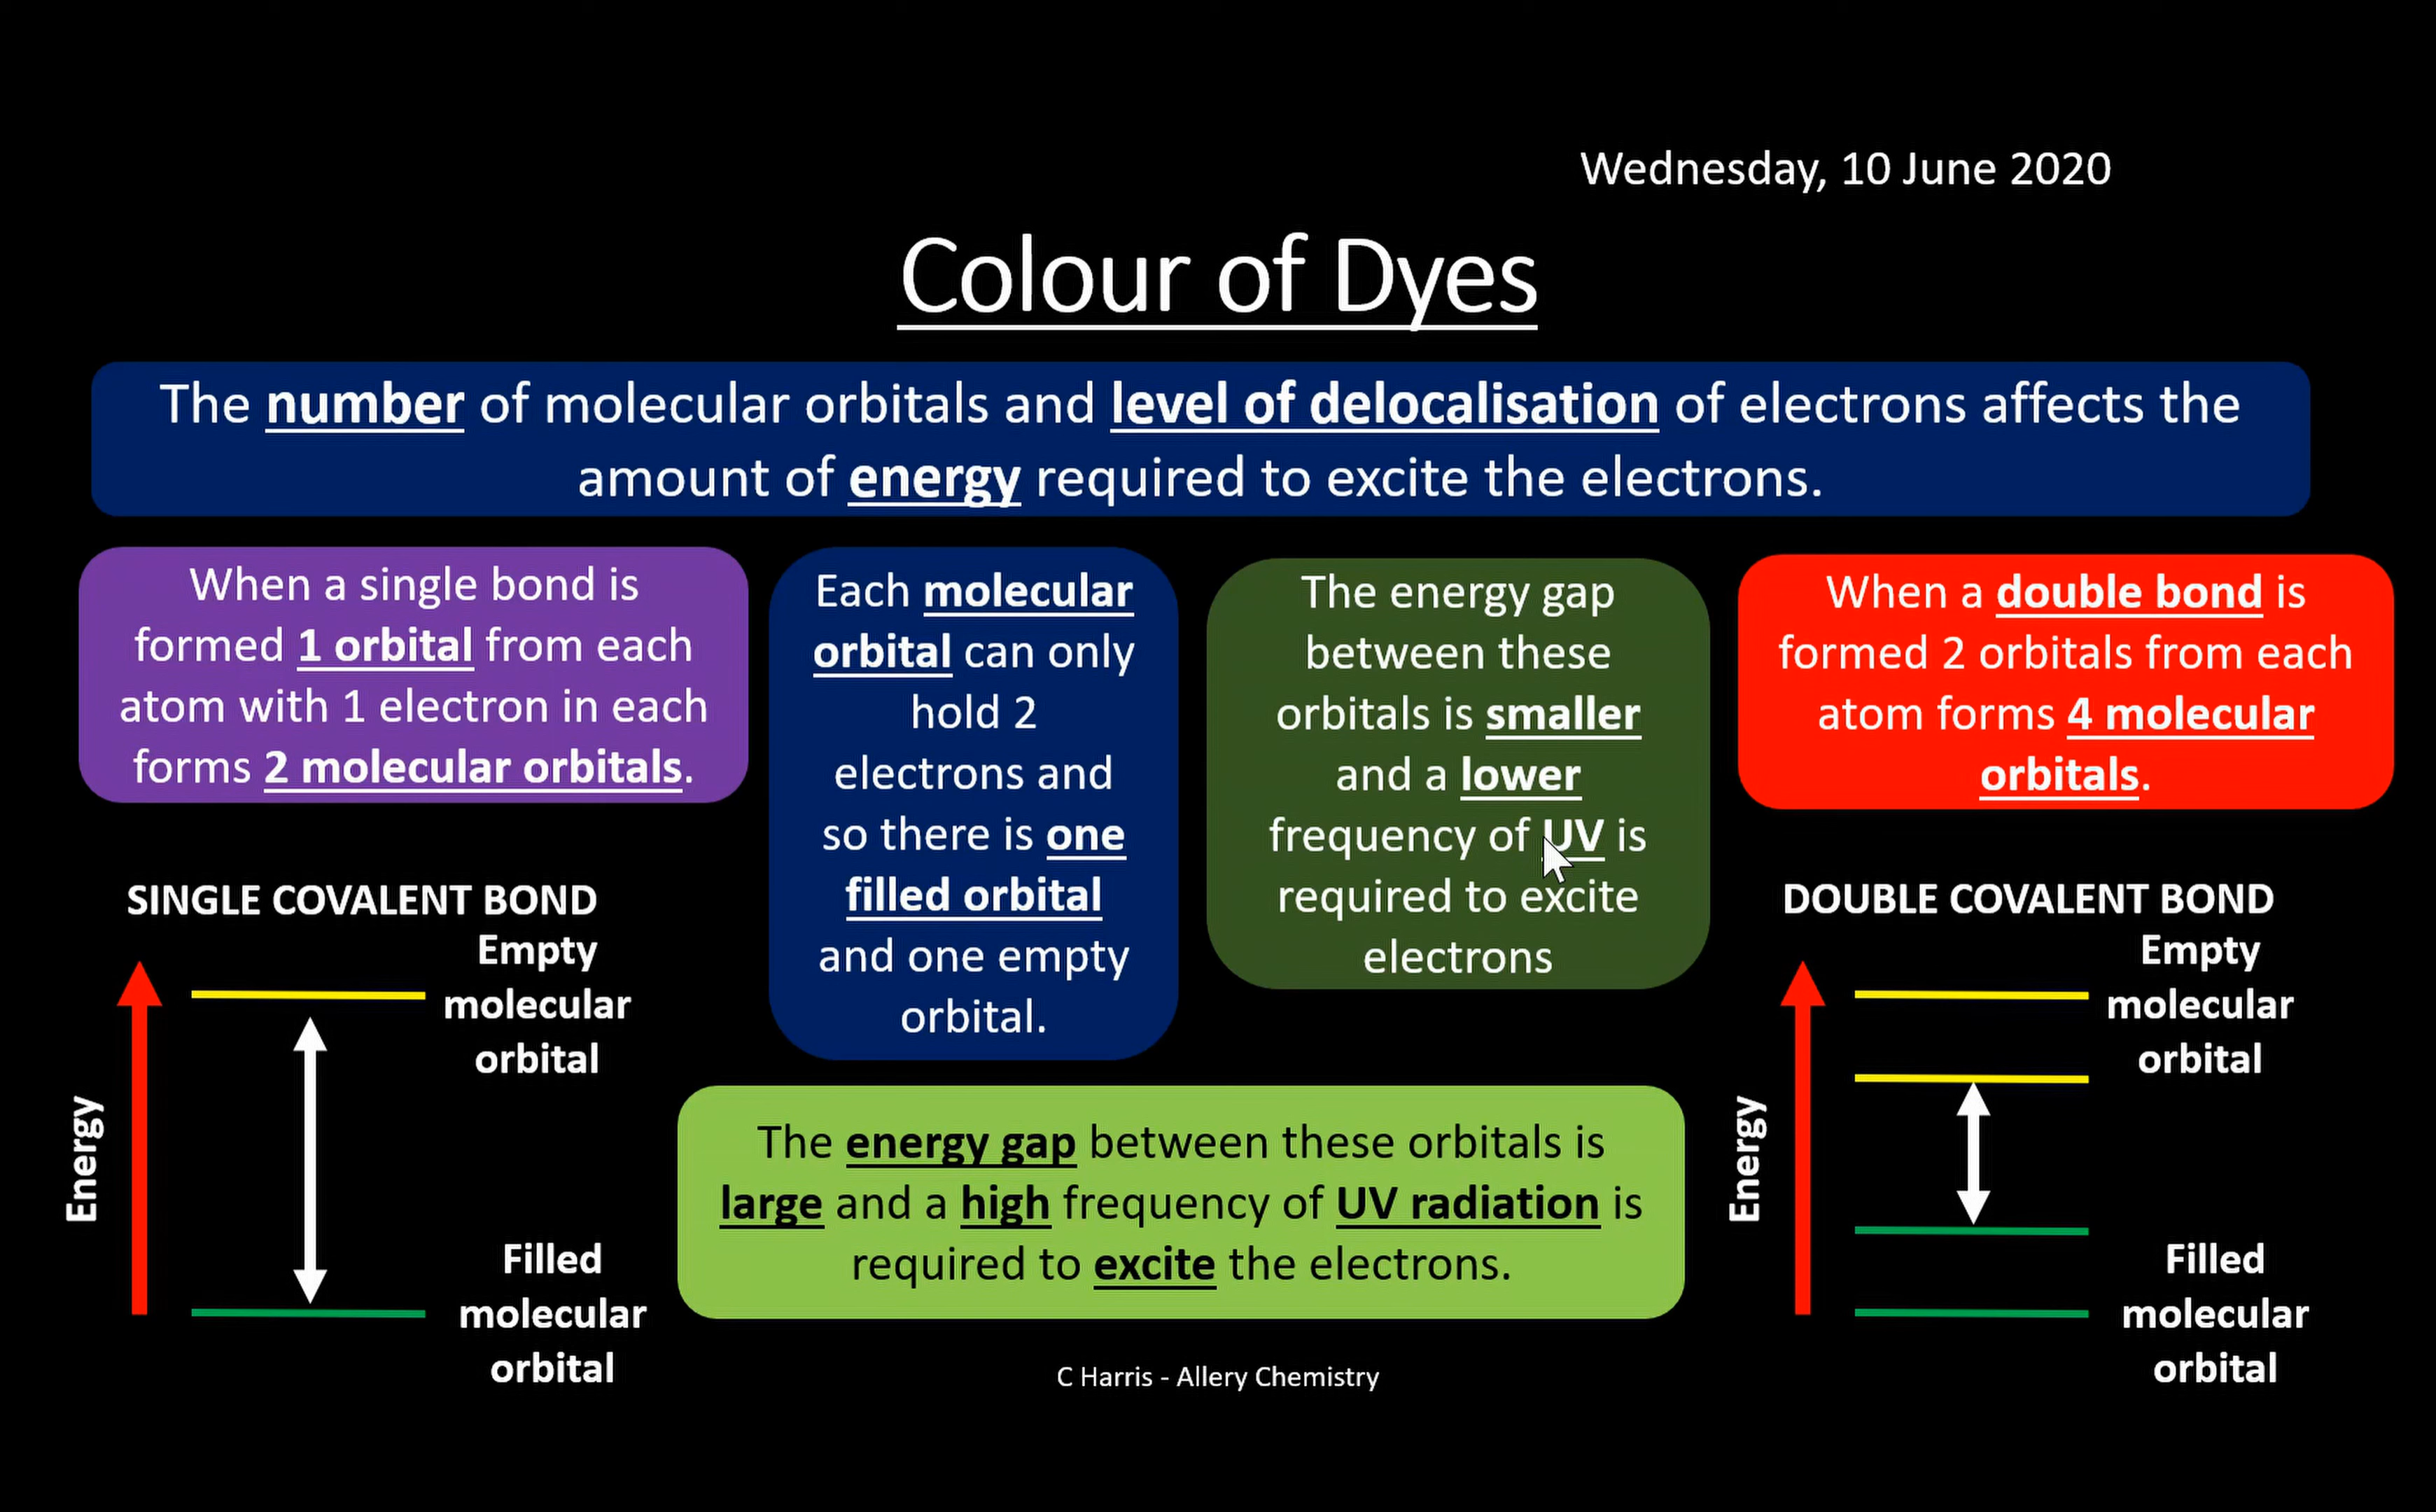 Wednesday, 10 June 2020
Colour of Dyes
The number of molecular orbitals and level of delocalisation of electrons affects the
amount of energy required to excite the electrons.
When a single bond is
formed 1 orbital from each
atom with 1 electron in each
forms 2 molecular orbitals.
Each molecular
orbital can only
hold 2
electrons and
so there is one
filled orbital
and one empty
orbital.
The energy gap
between these
orbitals is smaller
and a lower
frequency of UV is
required to excite
electrons
When a double bond is
formed 2 orbitals from each
atom forms 4 molecular
orbitals.
SINGLE COVALENT BOND
Empty
molecular
orbital
Energy
Filled
molecular
orbital
The energy gap between these orbitals is
large and a high frequency of UV radiation is
required to excite the electrons.
DOUBLE COVALENT BOND
Empty
molecular
orbital
Energy
Filled
molecular
orbital
C Harris - Allery Chemistry